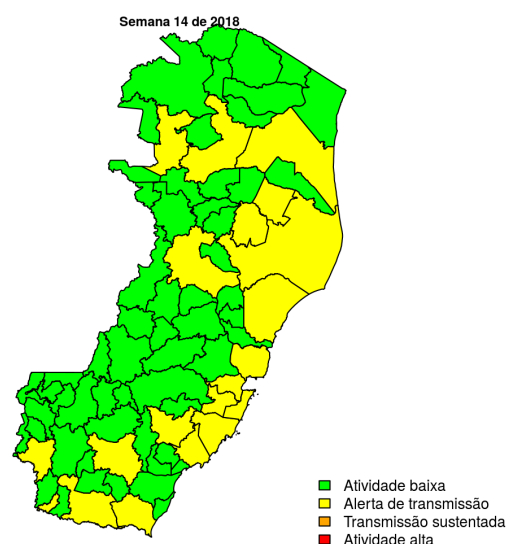 Semana 14 de 2018
Atividade baixa
Alerta de transmissão
Transmissão sustentada
Atividade alta